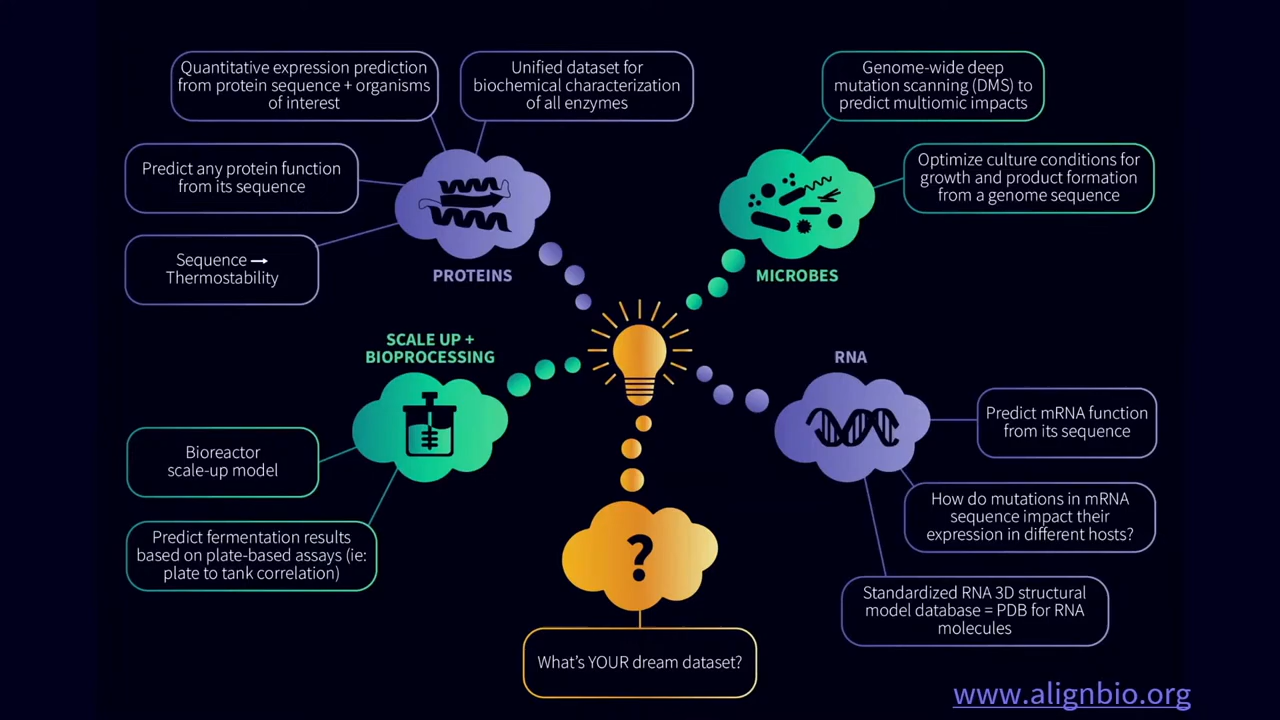 Quantitative expression prediction
from protein sequence + organisms
of interest
Unified dataset for
biochemical characterization
of all enzymes
Predict any protein function
from its sequence
Sequence →
Thermostability
PROTEINS
Genome-wide deep
mutation scanning (DMS) to
predict multiomic impacts
Optimize culture conditions for
growth and product formation
from a genome sequence
MICROBES
SCALE UP +
BIOPROCESSING
Bioreactor
scale-up model
Predict fermentation results
based on plate-based assays (ie:
plate to tank correlation)
RNA
Predict mRNA function
from its sequence
How do mutations in mRNA
sequence impact their
expression in different hosts?
Standardized RNA 3D structural
model database = PDB for RNA
molecules
?
What's YOUR dream dataset?
www.alignbio.org